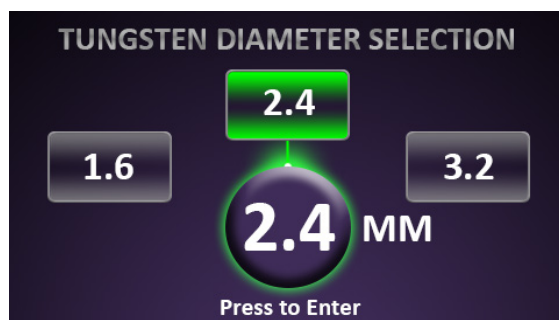 TUNGSTEN DIAMETER SELECTION
2.4
1.6
3.2
2.4 MM
Press to Enter